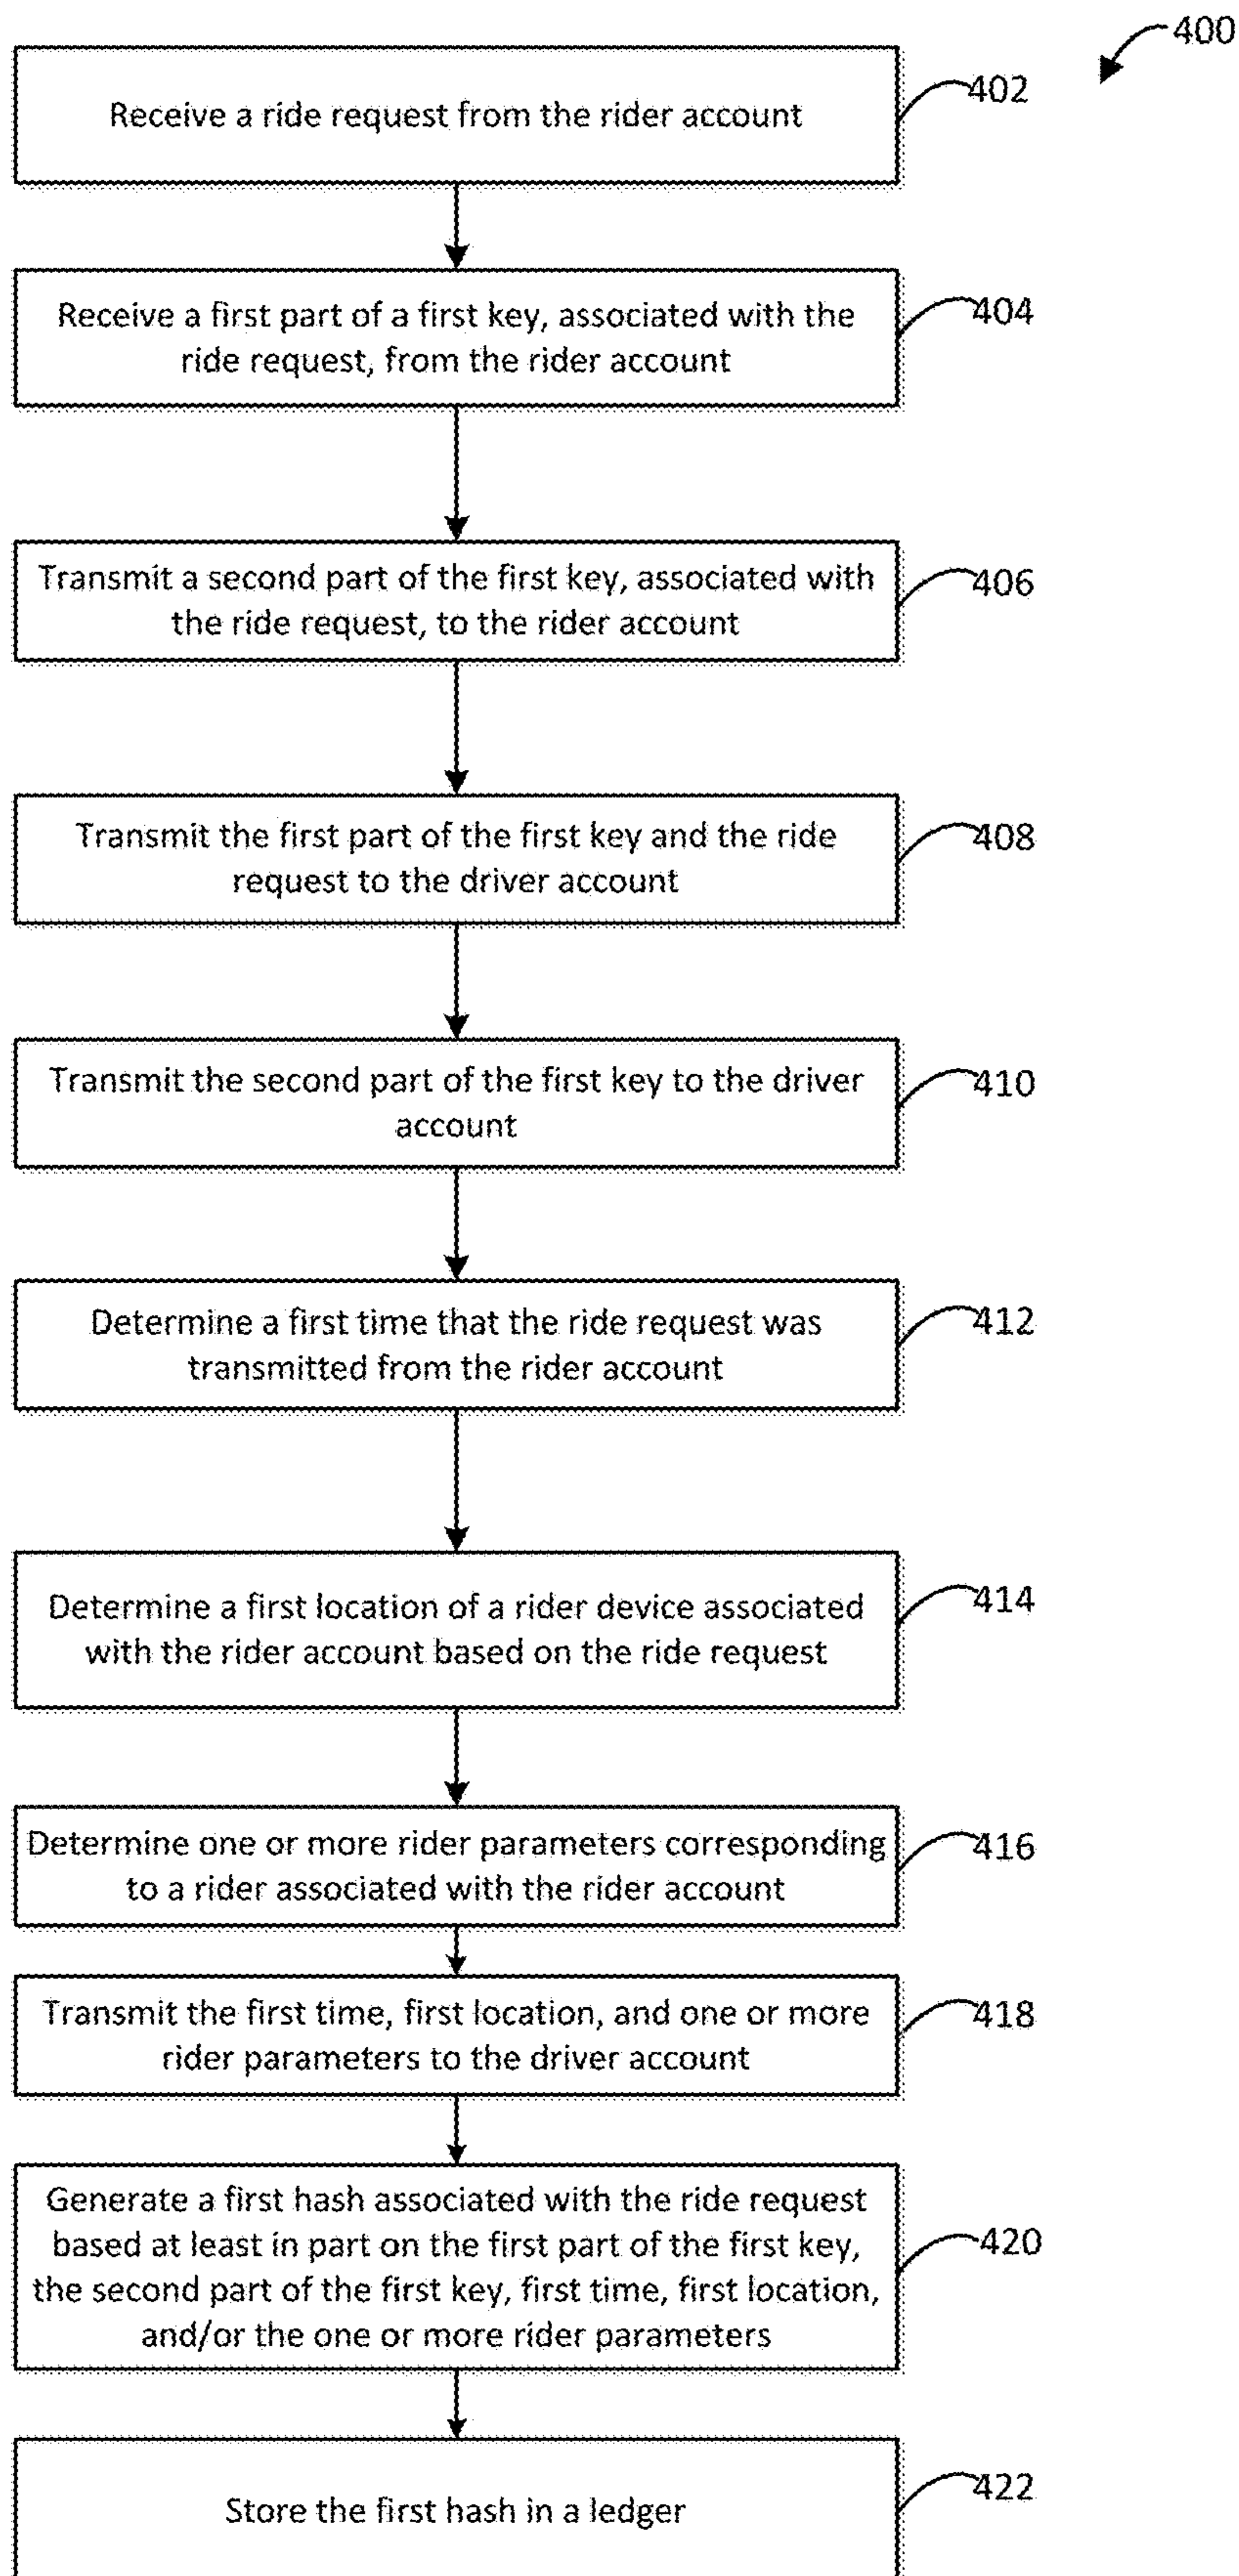 400
Receive a ride request from the rider account
402
Receive a first part of a first key, associated with the
ride request, from the rider account
404
Transmit a second part of the first key, associated with
the ride request, to the rider account
406
Transmit the first part of the first key and the ride
request to the driver account
408
Transmit the second part of the first key to the driver
account
410
Determine a first time that the ride request was
transmitted from the rider account
412
Determine a first location of a rider device associated
with the rider account based on the ride request
414
Determine one or more rider parameters corresponding
to a rider associated with the rider account
416
Transmit the first time, first location, and one or more
rider parameters to the driver account
418
Generate a first hash associated with the ride request
based at least in part on the first part of the first key,
the second part of the first key, first time, first location,
and/or the one or more rider parameters
420
Store the first hash in a ledger
422